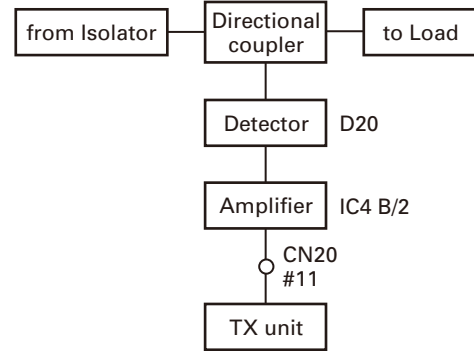 from Isolator
Directional
coupler
to Load
Detector
D20
Amplifier
IC4 B/2
CN20
#11
TX unit